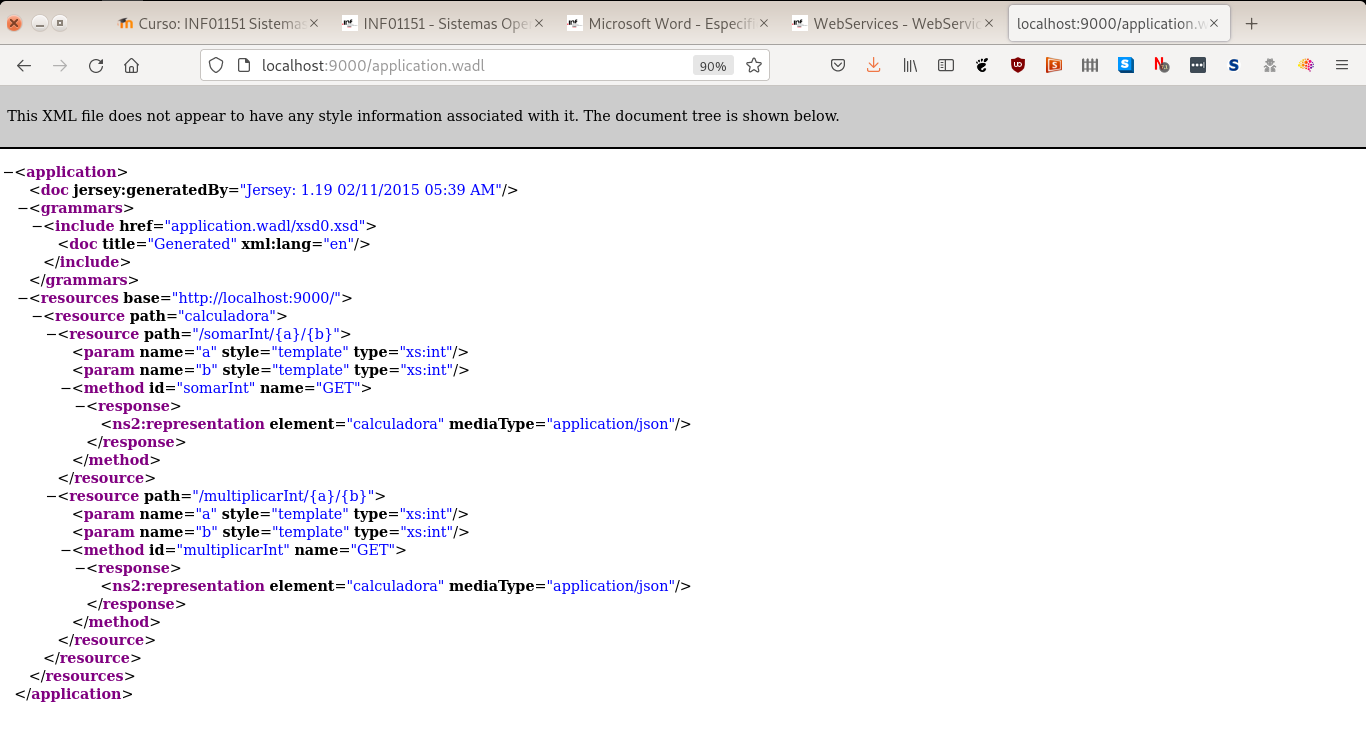 Curso: INF01151 Sistemas
INF01151 - Sistemas Ope
Microsoft Word - Especifi
WebServices - WebServic
localhost:9000/application.w
localhost:9000/application.wadl
90%
This XML file does not appear to have any style information associated with it. The document tree is shown below.
−<application>
<doc jersey:generatedBy="Jersey: 1.19 02/11/2015 05:39 AM"/>
−<grammars>
−<include href="application.wadl/xsd0.xsd">
<doc title="Generated" xml:lang="en"/>
</include>
</grammars>
−<resources base="http://localhost:9000/">
−<resource path="calculadora">
−<resource path="/somarInt/{a}/{b}">
<param name="a" style="template" type="xs:int"/>
<param name="b" style="template" type="xs:int"/>
−<method id="somarInt" name="GET">
−<response>
<ns2:representation element="calculadora" mediaType="application/json"/>
</response>
</method>
</resource>
−<resource path="/multiplicarInt/{a}/{b}">
<param name="a" style="template" type="xs:int"/>
<param name="b" style="template" type="xs:int"/>
−<method id="multiplicarInt" name="GET">
−<response>
<ns2:representation element="calculadora" mediaType="application/json"/>
</response>
</method>
</resource>
</resource>
</resources>
</application>